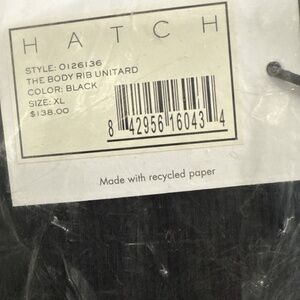 HATCH
STYLE: 0126136
THE BODY RIB UNITARD
COLOR: BLACK
SIZE: XL
$138.00
8 42956 16043 4
Made with recycled paper